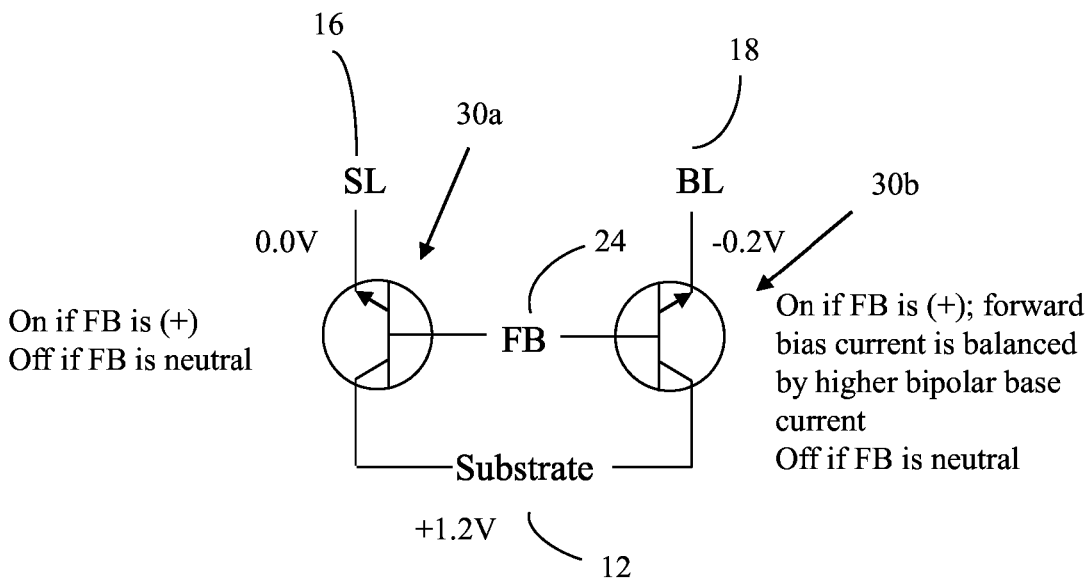 16
18
30a
SL
BL
30b
0.0V
24
-0.2V
On if FB is (+)
Off if FB is neutral
FB
On if FB is (+); forward
bias current is balanced
by higher bipolar base
current
Off if FB is neutral
Substrate
+1.2V
12